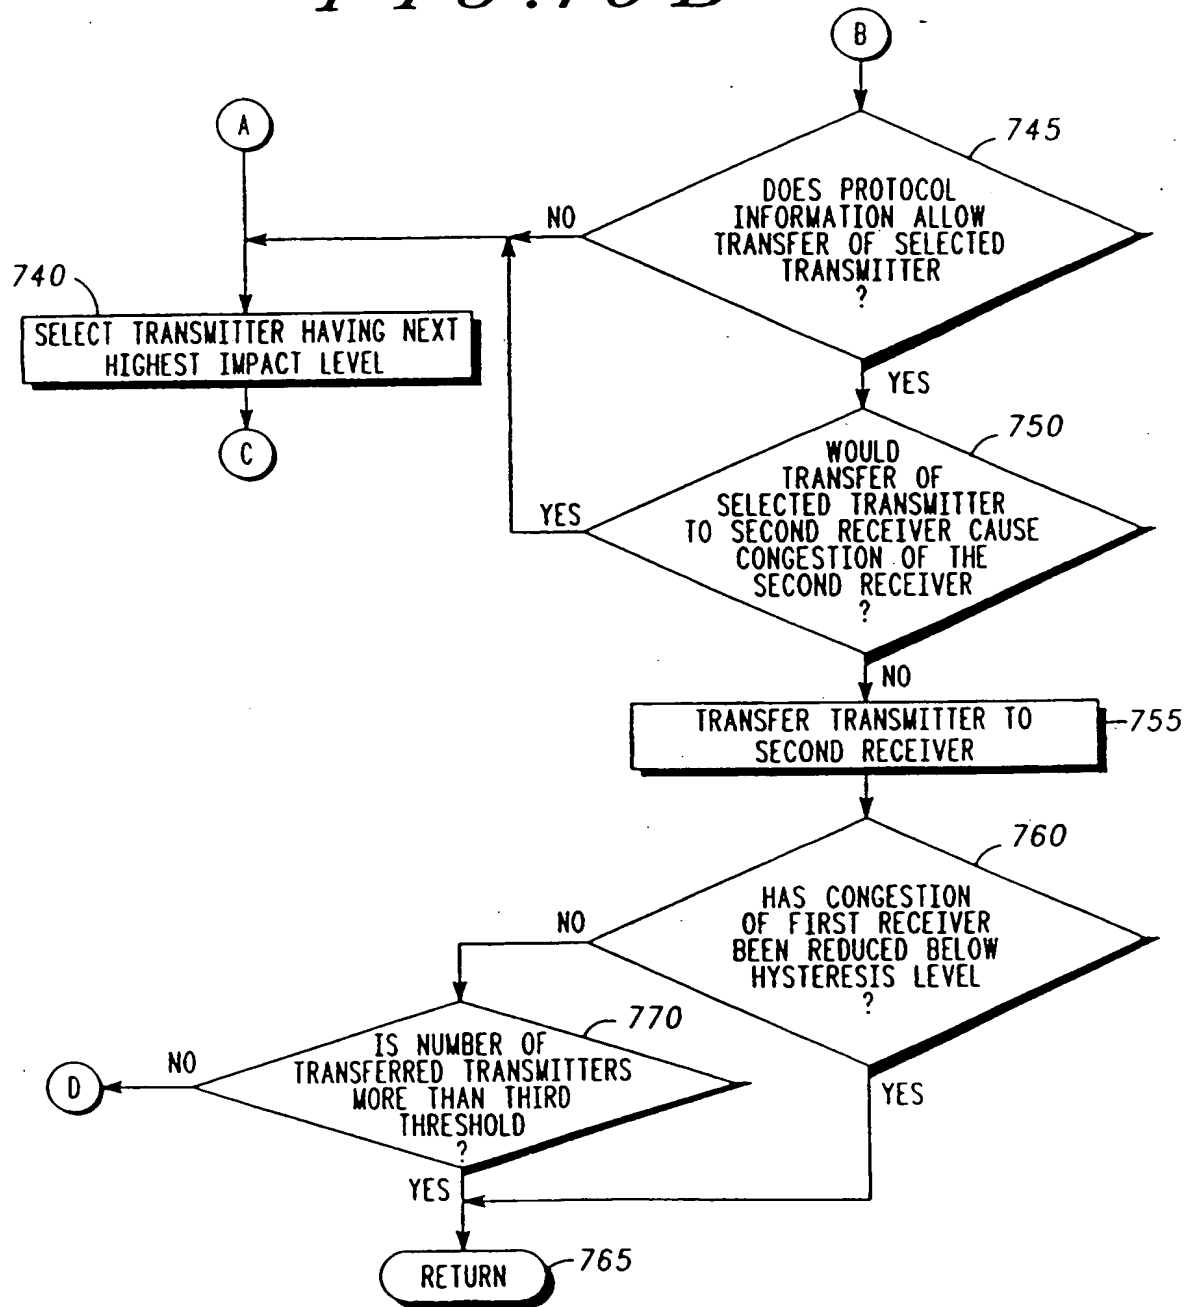 B
A
745
DOES PROTOCOL
INFORMATION ALLOW
TRANSFER OF SELECTED
TRANSMITTER
?
NO
740
SELECT TRANSMITTER HAVING NEXT
HIGHEST IMPACT LEVEL
YES
C
750
WOULD
TRANSFER OF
SELECTED TRANSMITTER
TO SECOND RECEIVER CAUSE
CONGESTION OF THE
SECOND RECEIVER
?
YES
NO
TRANSFER TRANSMITTER TO
SECOND RECEIVER
755
760
HAS CONGESTION
OF FIRST RECEIVER
BEEN REDUCED BELOW
HYSTERESIS LEVEL
?
NO
770
IS NUMBER OF
TRANSFERRED TRANSMITTERS
MORE THAN THIRD
THRESHOLD
?
NO
D
YES
YES
RETURN
765